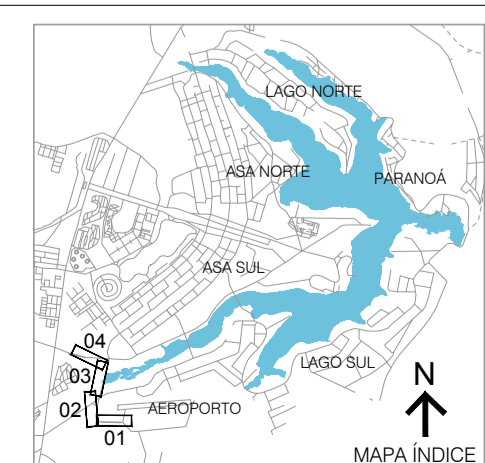 LAGO NORTE
ASA NORTE
PARANOÁ
ASA SUL
04
LAGO SUL
03
N
02
AEROPORTO
01
MAPA ÍNDICE